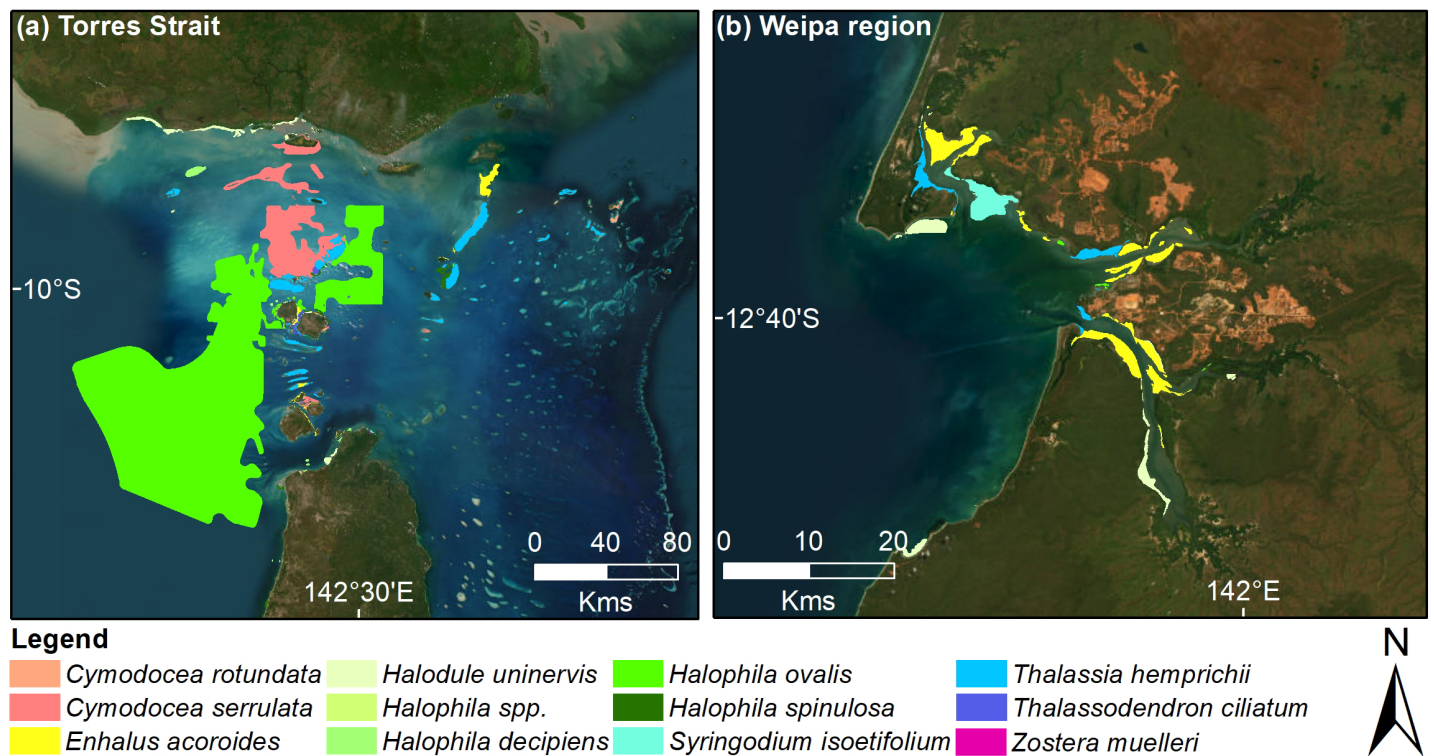 (a) Torres Strait
(b) Weipa region
10°S
12°40'S
0 40 80
Kms
142°30'E
0 10 20
Kms
142°E
Legend
N
Cymodocea rotundata
Halodule uninervis
Halophila ovalis
Thalassia hemprichii
Cymodocea serrulata
Halophila spp.
Halophila spinulosa
Thalassodendron ciliatum
Enhalus acoroides
Halophila decipiens
Syringodium isoetifolium
Zostera muelleri